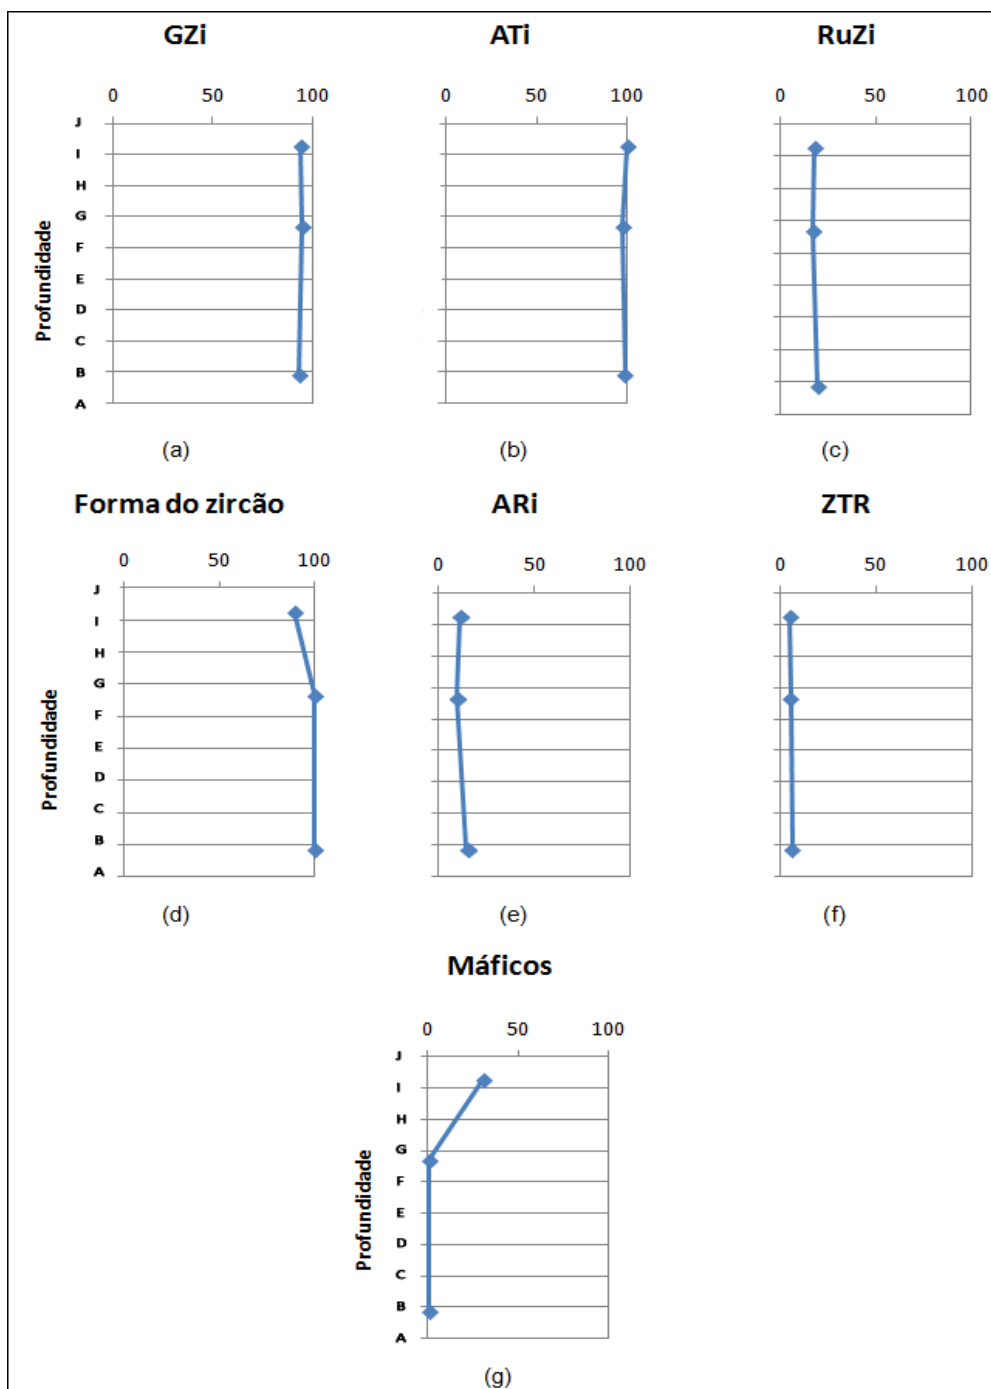 GZi ATi RuZi
0 50 100 0 50 100 0 50 100
J
I
H
G
F
E
D
C
B
A
Profundidade
(a) (b) (c)
Forma do zircão ARi ZTR
0 50 100 0 50 100 0 50 100
J
I
H
G
F
E
D
C
B
A
Profundidade
(d) (e) (f)
Máficos
0 50 100
J
I
H
G
F
E
D
C
B
A
Profundidade
(g)